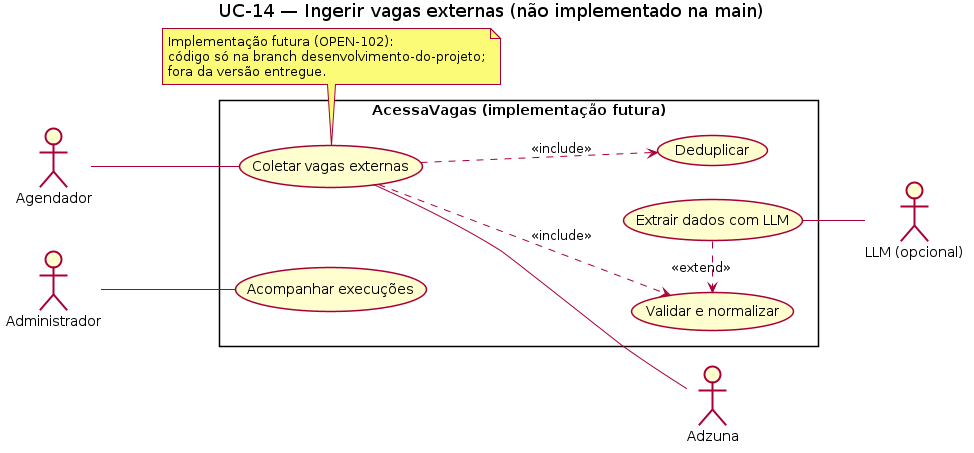 UC-14 — Ingerir vagas externas (não implementado na main)
Implementação futura (OPEN-102):
código só na branch desenvolvimento-do-projeto;
fora da versão entregue.
AcessaVagas (implementação futura)
Agendador
Coletar vagas externas
«include»
Deduplicar
Extrair dados com LLM
LLM (opcional)
«include»
«extend»
Administrador
Acompanhar execuções
Validar e normalizar
Adzuna